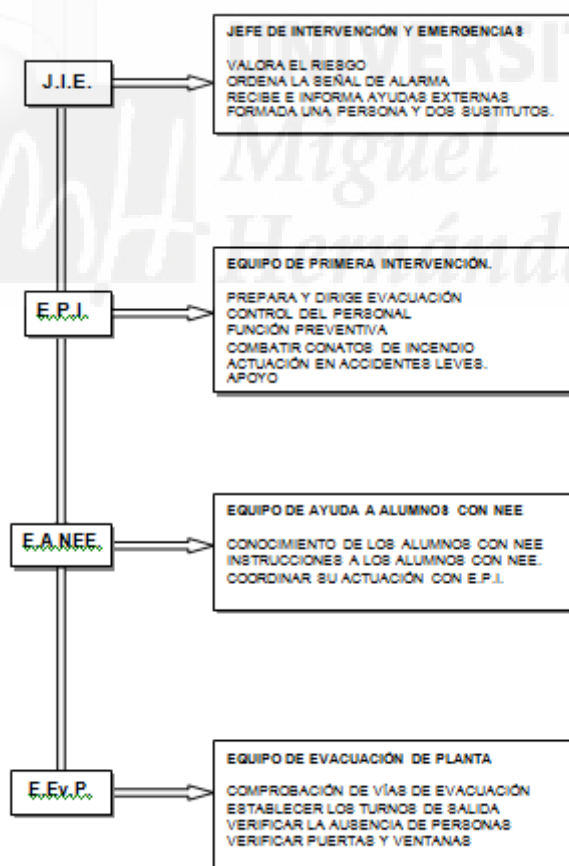 UNIVERSI
Miguel
Hernánde
J.I.E.
JEFE DE INTERVENCIÓN Y EMERGENCIAS
VALORA EL RIESGO
ORDENA LA SEÑAL DE ALARMA
RECIBE E INFORMA AYUDAS EXTERNAS
FORMADA UNA PERSONA Y DOS SUSTITUTOS.
E.P.I.
EQUIPO DE PRIMERA INTERVENCIÓN.
PREPARA Y DIRIGE EVACUACIÓN
CONTROL DEL PERSONAL
FUNCIÓN PREVENTIVA
COMBATIR CONATOS DE INCENDIO
ACTUACIÓN EN ACCIDENTES LEVES.
APOYO
E.A.NEE.
EQUIPO DE AYUDA A ALUMNOS CON NEE
CONOCIMIENTO DE LOS ALUMNOS CON NEE
INSTRUCCIONES A LOS ALUMNOS CON NEE.
COORDINAR SU ACTUACIÓN CON E.P.I.
E.Ev.P.
EQUIPO DE EVACUACIÓN DE PLANTA
COMPROBACIÓN DE VÍAS DE EVACUACIÓN
ESTABLECER LOS TURNOS DE SALIDA
VERIFICAR LA AUSENCIA DE PERSONAS
VERIFICAR PUERTAS Y VENTANAS